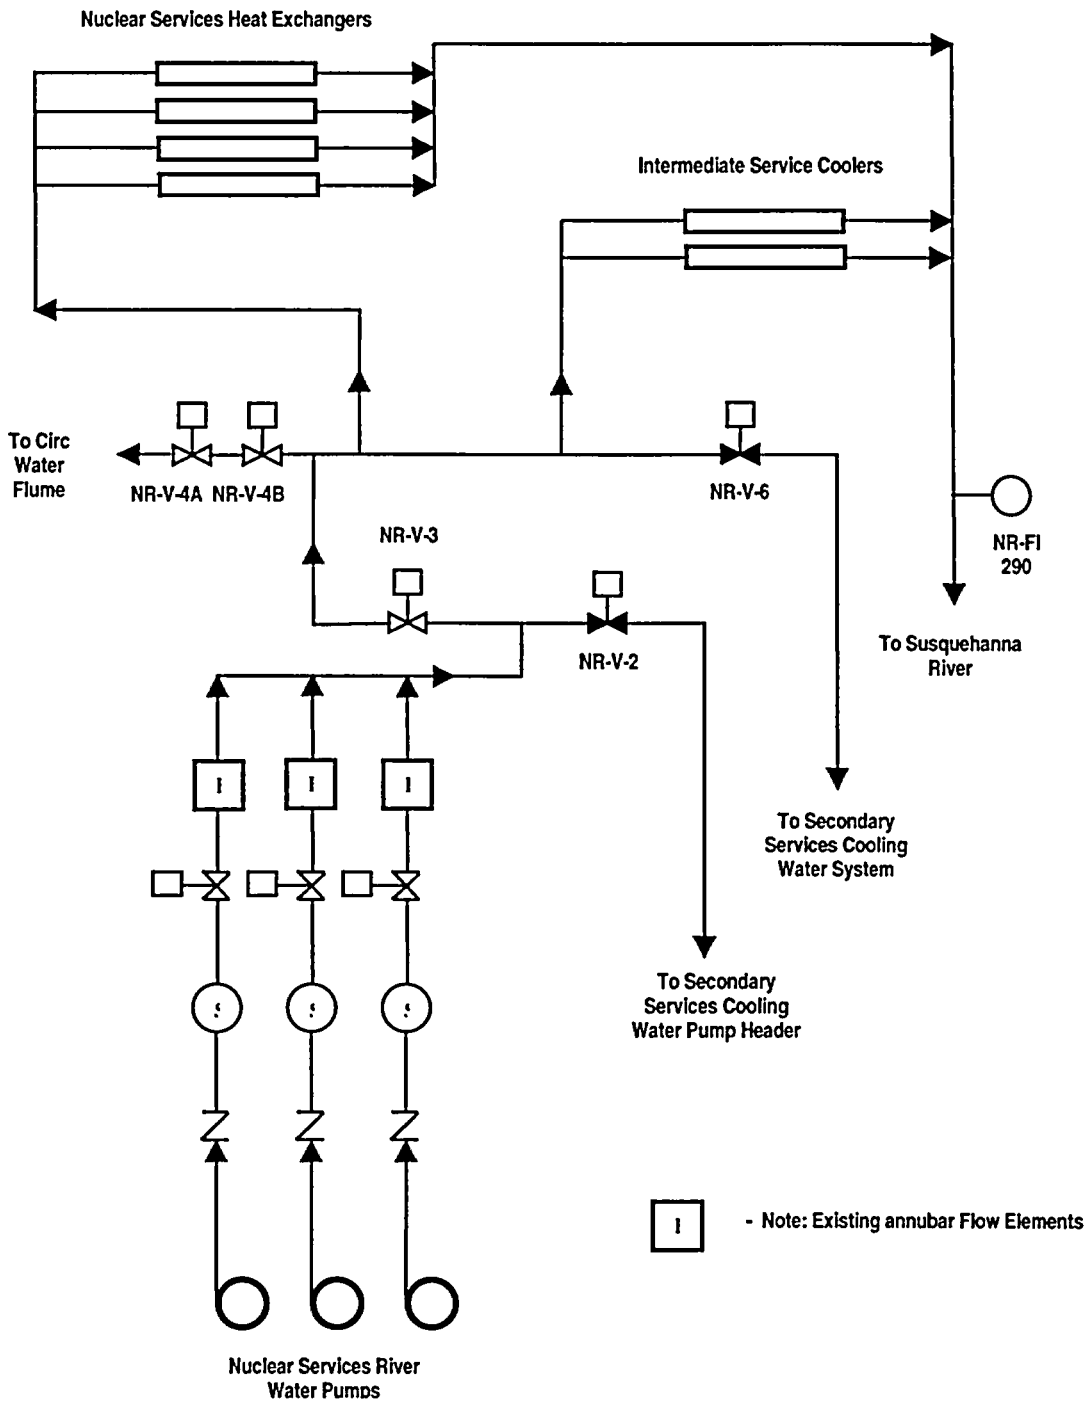 Nuclear Services Heat Exchangers
Intermediate Service Coolers
To Circ
Water
Flume
NR-V-4A NR-V-4B
NR-V-6
NR-V-3
NR-FI
290
NR-V-2
To Susquehanna
River
I I I
To Secondary
Services Cooling
Water System
To Secondary
Services Cooling
Water Pump Header
S S S
I - Note: Existing annubar Flow Elements
Nuclear Services River
Water Pumps